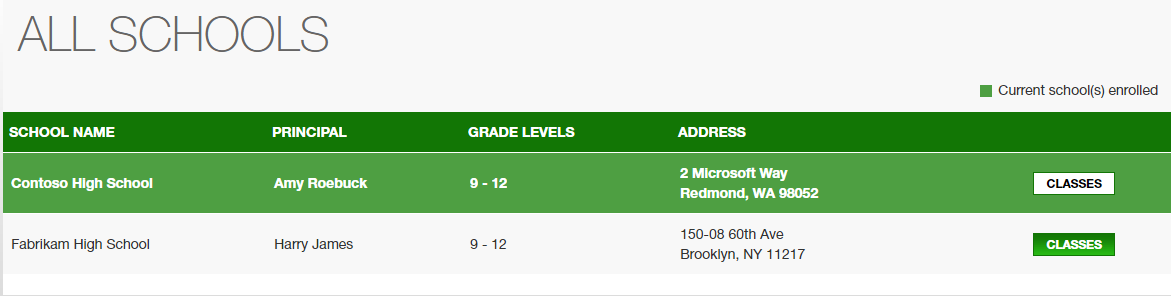 ALL SCHOOLS
Current school(s) enrolled
SCHOOL NAME PRINCIPAL GRADE LEVELS ADDRESS
Contoso High School Amy Roebuck 9 - 12 2 Microsoft Way
Redmond, WA 98052
CLASSES
Fabrikam High School Harry James 9 - 12 150-08 60th Ave
Brooklyn, NY 11217
CLASSES